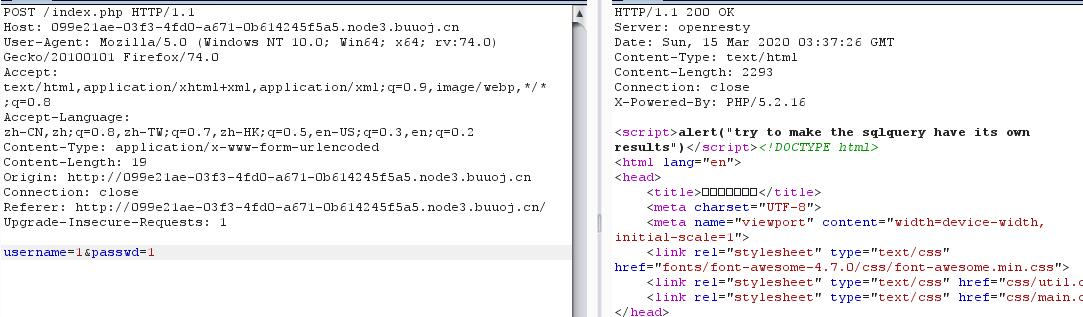 POST /index.php HTTP/1.1
Host: 099e21ae-03f3-4fd0-a671-0b614245f5a5.node3.buuoj.cn
User-Agent: Mozilla/5.0 (Windows NT 10.0; Win64; x64; rv:74.0)
Gecko/20100101 Firefox/74.0
Accept:
text/html,application/xhtml+xml,application/xml;q=0.9,image/webp,*/*
;q=0.8
Accept-Language:
zh-CN,zh;q=0.8,zh-TW;q=0.7,zh-HK;q=0.5,en-US;q=0.3,en;q=0.2
Content-Type: application/x-www-form-urlencoded
Content-Length: 19
Origin: http://099e21ae-03f3-4fd0-a671-0b614245f5a5.node3.buuoj.cn
Connection: close
Referer: http://099e21ae-03f3-4fd0-a671-0b614245f5a5.node3.buuoj.cn/
Upgrade-Insecure-Requests: 1
username=1&passwd=1
HTTP/1.1 200 OK
Server: openresty
Date: Sun, 15 Mar 2020 03:37:26 GMT
Content-Type: text/html
Content-Length: 2293
Connection: close
X-Powered-By: PHP/5.2.16
<script>alert("try to make the sqlquery have its own
results")</script><!DOCTYPE html>
<html lang="en">
<head>
<title>□□□□□□□</title>
<meta charset="UTF-8">
<meta name="viewport" content="width=device-width,
initial-scale=1">
<link rel="stylesheet" type="text/css"
href="fonts/font-awesome-4.7.0/css/font-awesome.min.css">
<link rel="stylesheet" type="text/css" href="css/util.c
<link rel="stylesheet" type="text/css" href="css/main.c
</head>